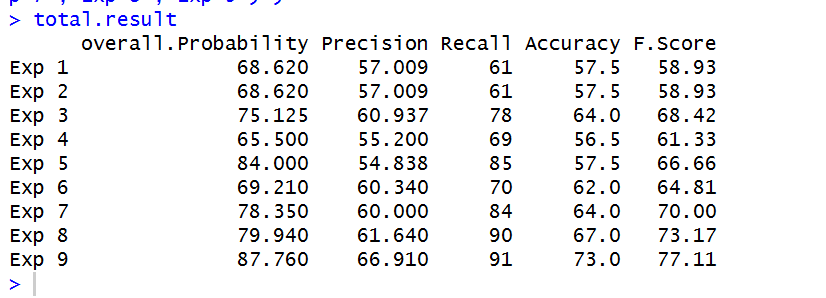 > total.result
overall.Probability Precision Recall Accuracy F.Score
Exp 1 68.620 57.009 61 57.5 58.93
Exp 2 68.620 57.009 61 57.5 58.93
Exp 3 75.125 60.937 78 64.0 68.42
Exp 4 65.500 55.200 69 56.5 61.33
Exp 5 84.000 54.838 85 57.5 66.66
Exp 6 69.210 60.340 70 62.0 64.81
Exp 7 78.350 60.000 84 64.0 70.00
Exp 8 79.940 61.640 90 67.0 73.17
Exp 9 87.760 66.910 91 73.0 77.11
>